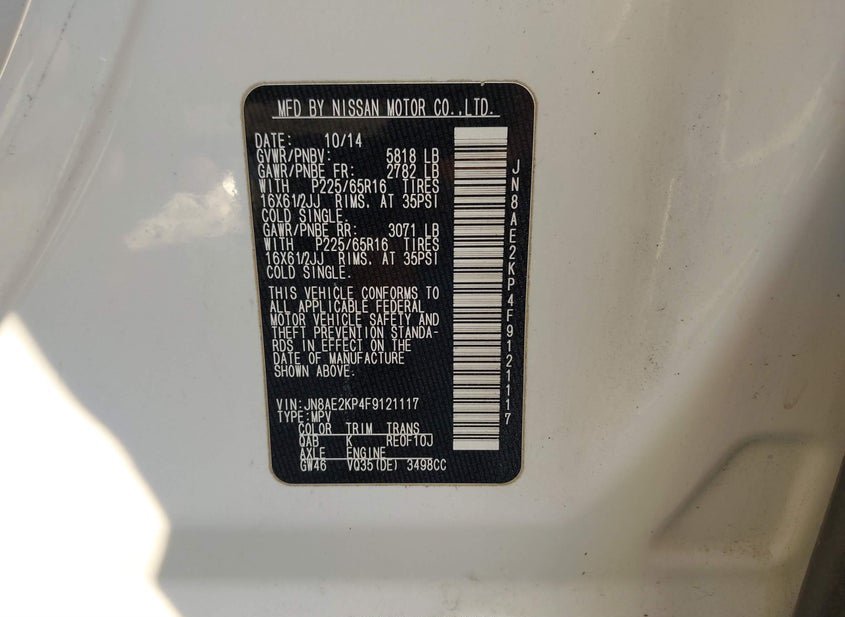 MFD BY NISSAN MOTOR CO.,LTD.
DATE: 10/14
GVWR/PNBV: 5818 LB
GAWR/PNBE FR: 2782 LB
WITH P225/65R16 TIRES
16X61/2JJ RIMS, AT 35PSI
COLD SINGLE.
GAWR/PNBE RR: 3071 LB
WITH P225/65R16 TIRES
16X61/2JJ RIMS, AT 35PSI
COLD SINGLE.
THIS VEHICLE CONFORMS TO
ALL APPLICABLE FEDERAL
MOTOR VEHICLE SAFETY AND
THEFT PREVENTION STANDA-
RDS IN EFFECT ON THE
DATE OF MANUFACTURE
SHOWN ABOVE.
VIN:JN8AE2KP4F9121117
TYPE:MPV
COLOR TRIM TRANS
QAB K RE0F10J
AXLE ENGINE
GW46 VQ35(DE) 3498CC
JN8AE2KP4F9121117